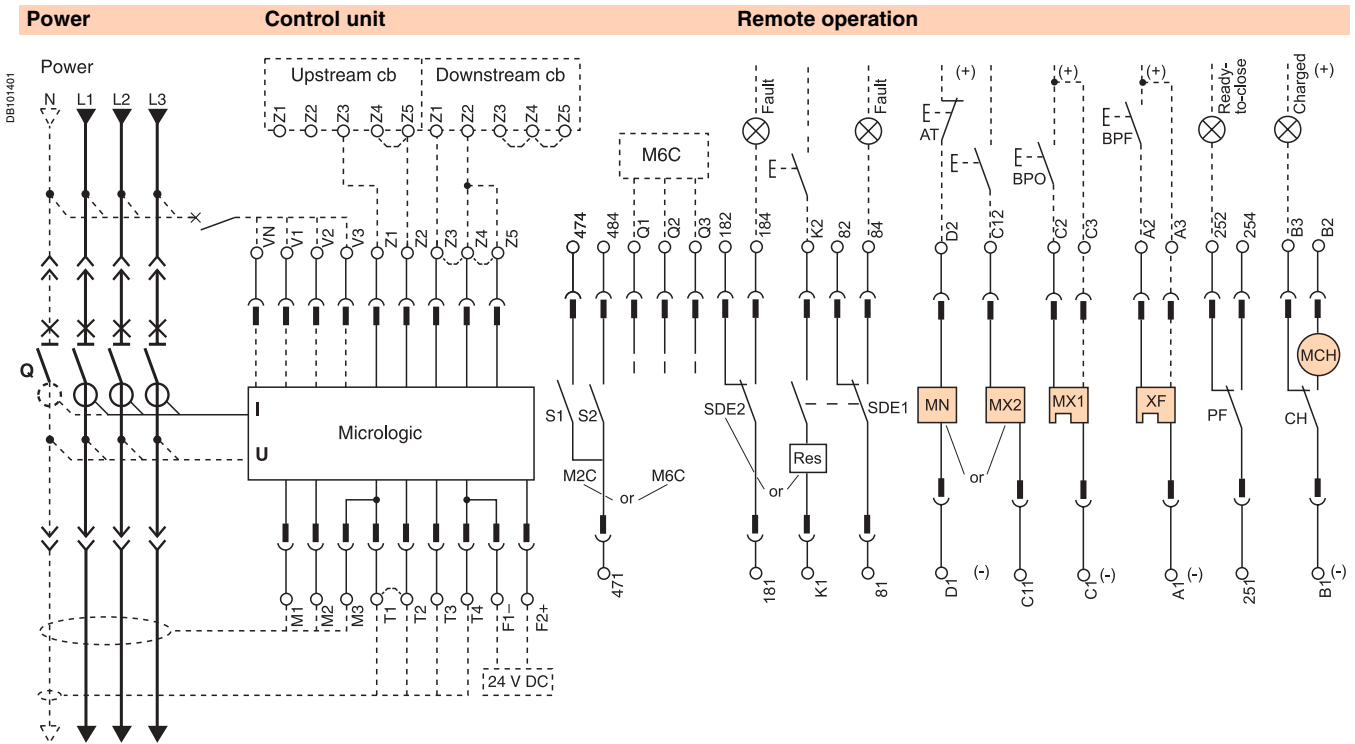 Power Control unit Remote operation
DB101401
Power
N L1 L2 L3
Upstream cb Downstream cb
Z1 Z2 Z3 Z4 Z5 Z1 Z2 Z3 Z4 Z5
M6C
Fault
Fault
(+)
AT
(+)
BPO
(+)
BPF
Ready-
to-close
Charged
(+)
VN V1 V2 V3 Z1 Z2 Z3 Z4 Z5
474 484 Q1 Q2 Q3 182 184 K2 82 84
D2 C12 C2 C3 A2 A3 252 254 B3 B2
Q
I
U
Micrologic
S1 S2
M2C or M6C
SDE2
Res
or
SDE1
MN MX2 MX1 XF
or
PF
CH
MCH
M1 M2 M3 T1 T2 T3 T4 F1– F2+
24 V DC
471
181 K1 81
D1 (-) C11 C1 (-) A1 (-) 251 B1 (-)